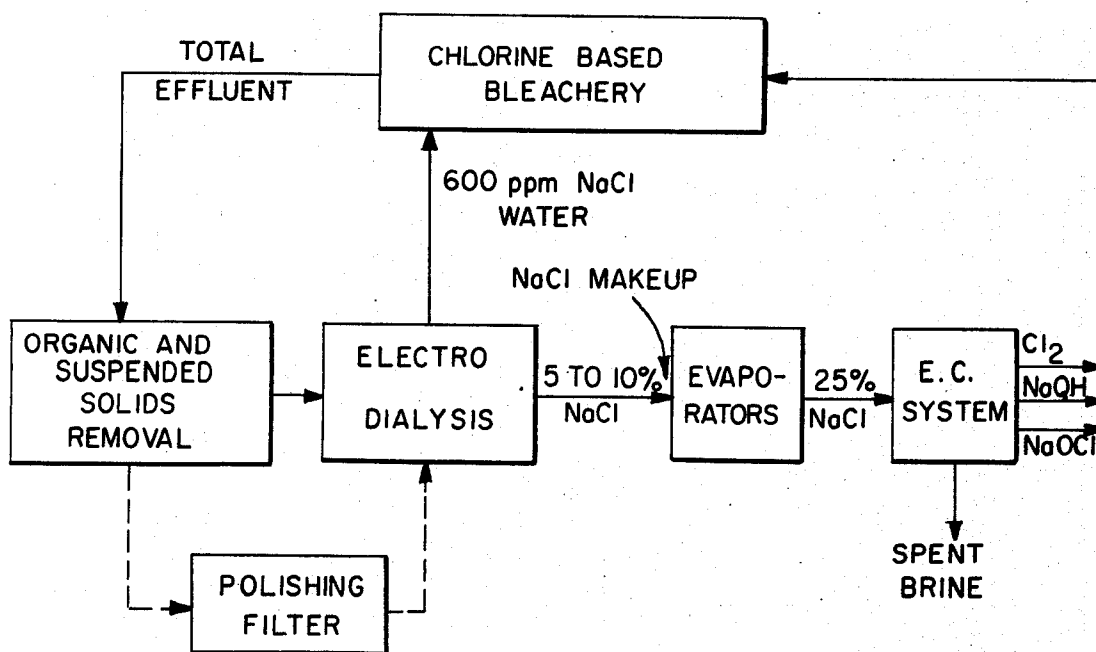 TOTAL
EFFLUENT
CHLORINE BASED
BLEACHERY
600 ppm NaCl
WATER
NaCl MAKEUP
ORGANIC AND
SUSPENDED
SOLIDS
REMOVAL
ELECTRO
DIALYSIS
5 TO 10%
NaCl
EVAPO-
RATORS
25%
NaCl
E. C.
SYSTEM
Cl2
NaQH
NaOCl
SPENT
BRINE
POLISHING
FILTER